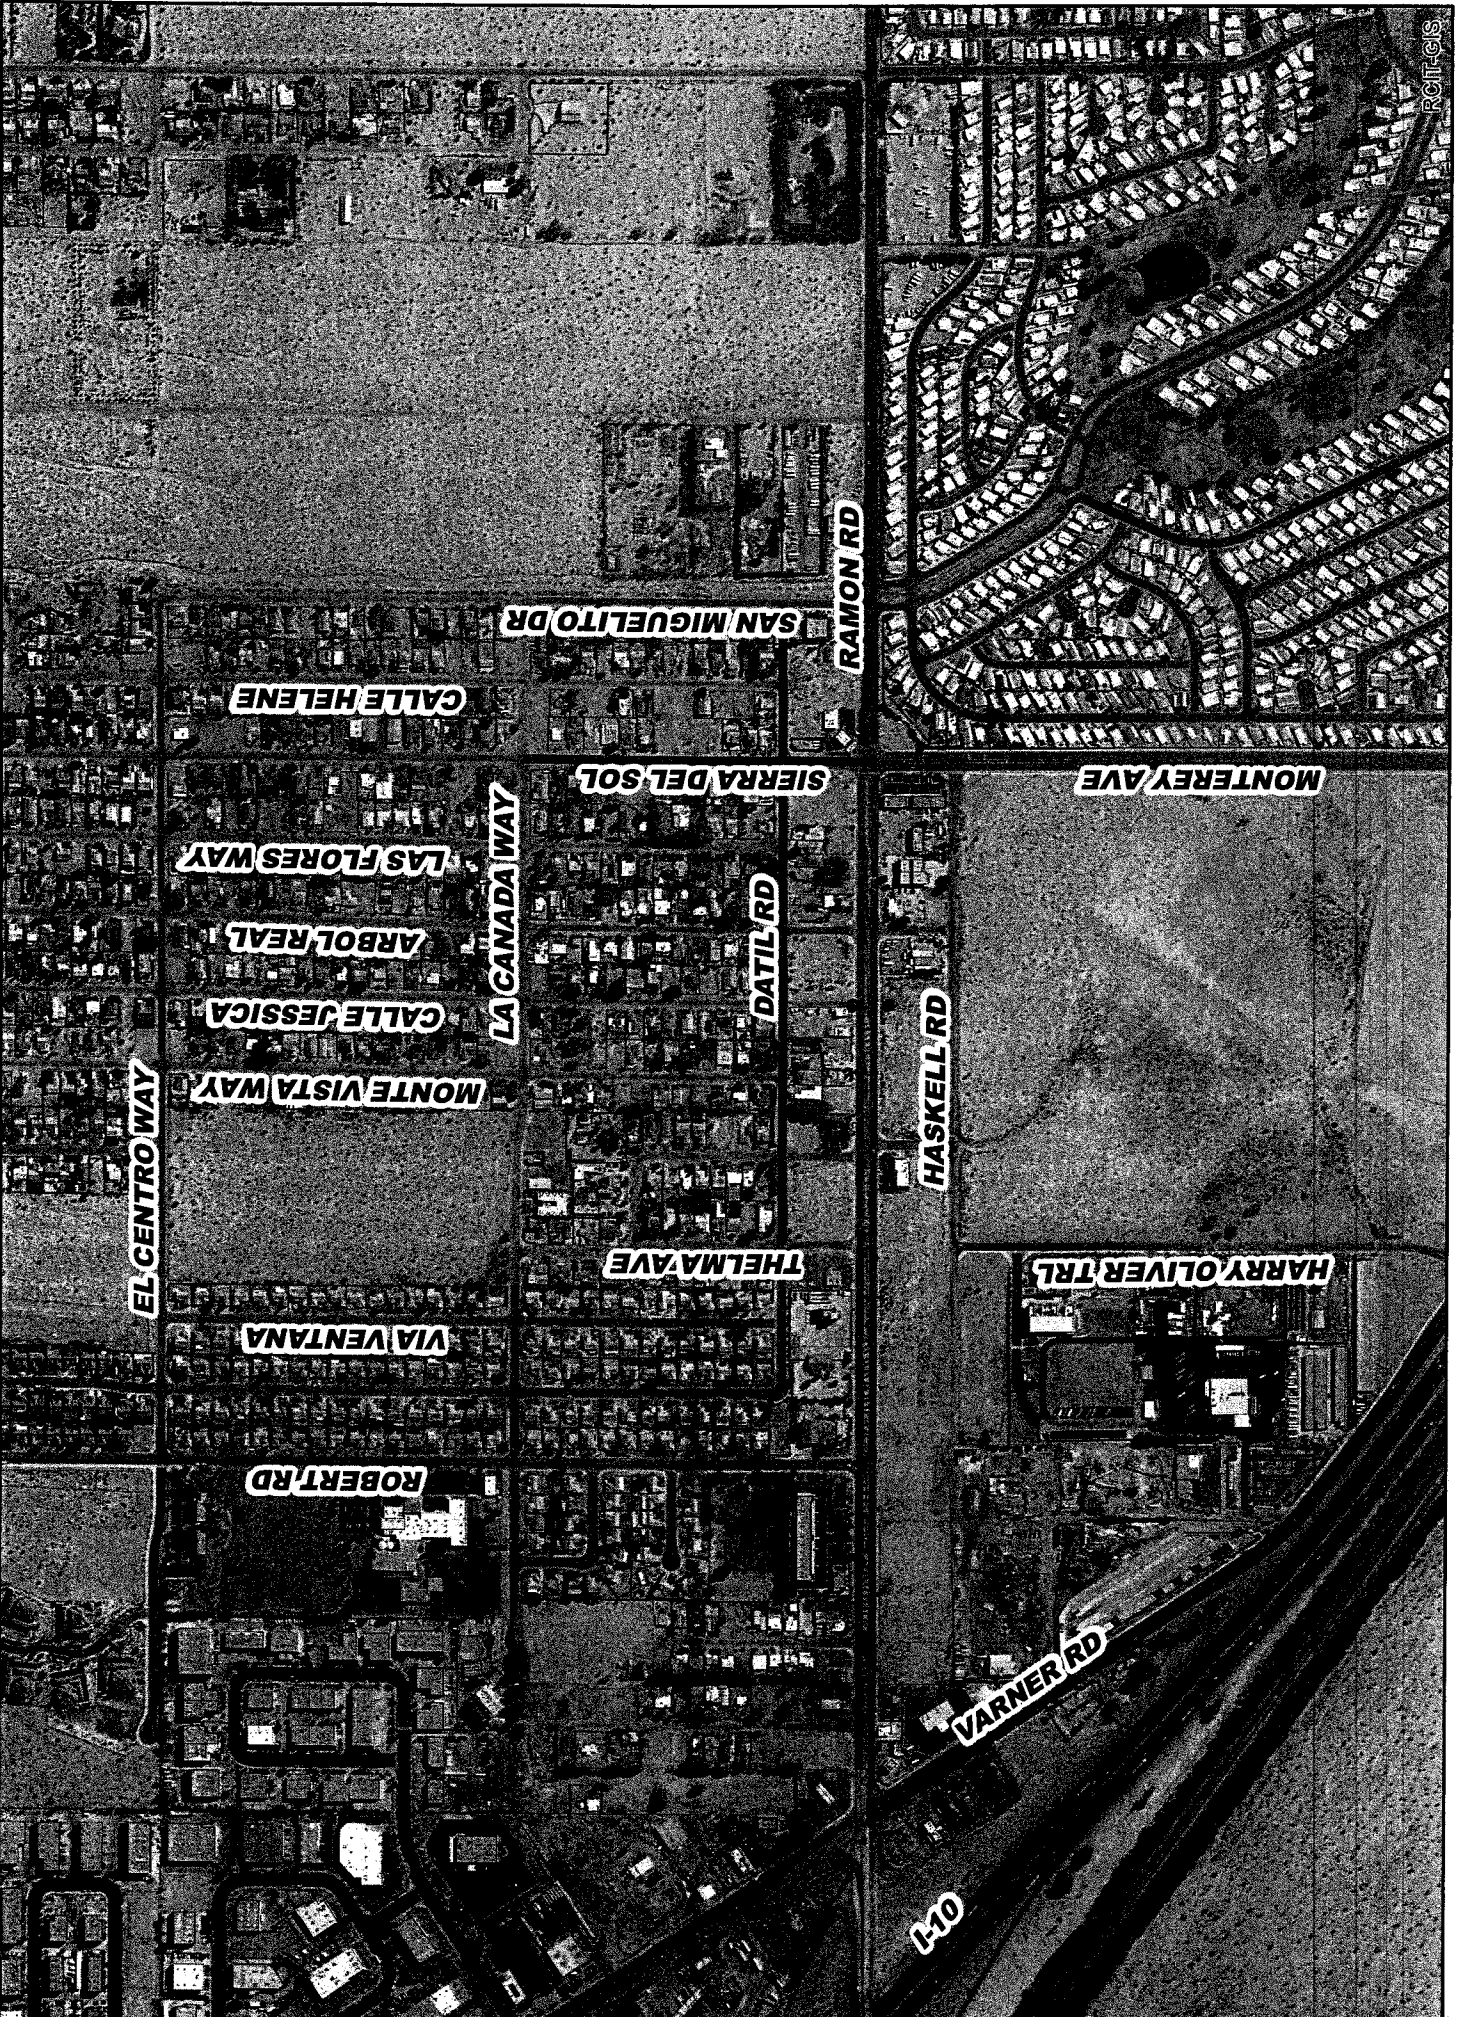 RCIT-GIS
RAMON RD
SAN MIGUELITO DR
CALLE HELENE
SIERRA DEL SOL
MONTEREY AVE
LAS FLORES WAY
LA CANADA WAY
DATIL RD
ARBOL REAL
CALLE JESSICA
HASKELL RD
MONTE VISTA WAY
EL CENTRO WAY
THELMA AVE
HARRY OLIVER TRL
VIA VENTANA
ROBERT RD
VARNER RD
I-10